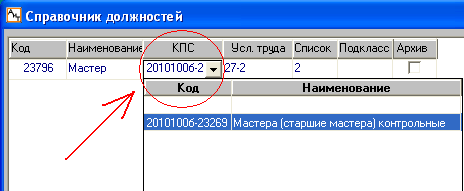 Справочник должностей
Код Наименование КПС Усл. труда Список Подкласс Архив
23796 Мастер 20101006-2 27-2 2
Код Наименование
20101006-23269 Мастера (старшие мастера) контрольные